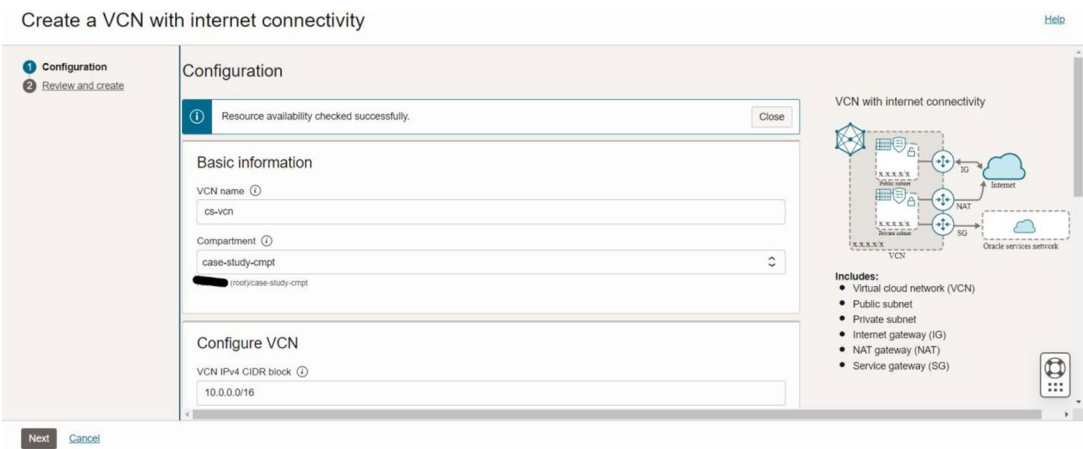 Create a VCN with internet connectivity
Help
1 Configuration
2 Review and create
Configuration
Resource availability checked successfully.
Close
Basic information
VCN name
cs-vcn
Compartment
case-study-cmpt
(root)/case-study-cmpt
Configure VCN
VCN IPv4 CIDR block
10.0.0.0/16
VCN with internet connectivity
X.X.X.X/X
Public subnet
IG
Internet
NAT
X.X.X.X/X
Private subnet
SG
Oracle services network
X.X.X.X/X
VCN
Includes:
• Virtual cloud network (VCN)
• Public subnet
• Private subnet
• Internet gateway (IG)
• NAT gateway (NAT)
• Service gateway (SG)
Next
Cancel